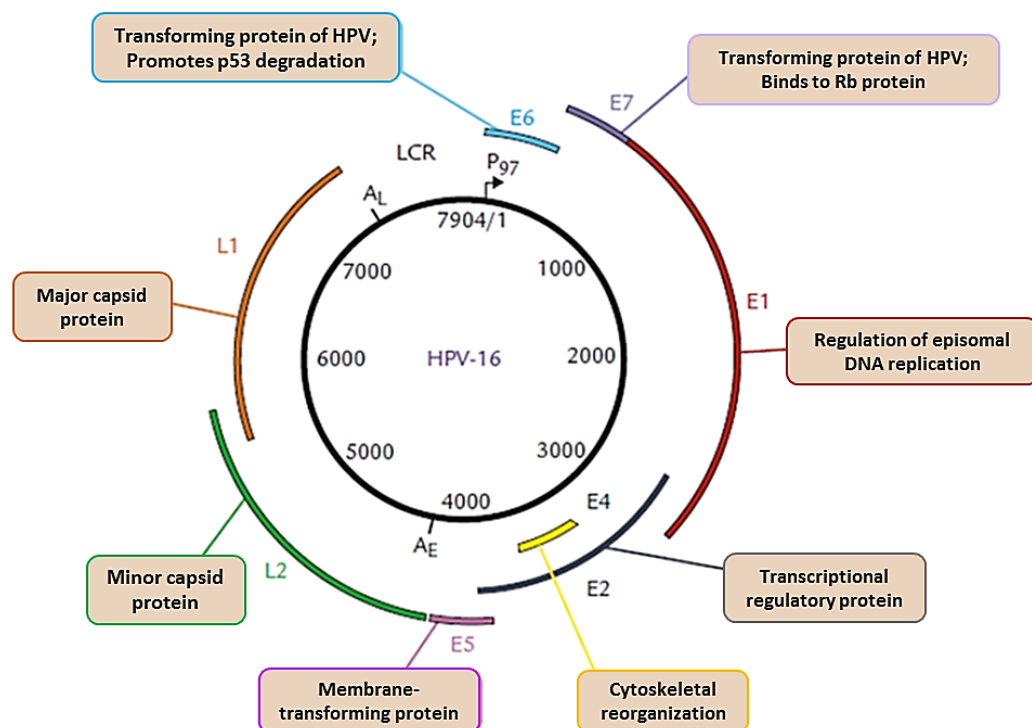 Transforming protein of HPV;
Promotes p53 degradation
Transforming protein of HPV;
Binds to Rb protein
E7
E6
LCR
P97
AL
7904/1
L1
7000
1000
Major capsid
protein
E1
6000
HPV-16
2000
Regulation of episomal
DNA replication
5000
3000
4000
E4
AE
E2
L2
Minor capsid
protein
Transcriptional
regulatory protein
E5
Membrane-
transforming protein
Cytoskeletal
reorganization